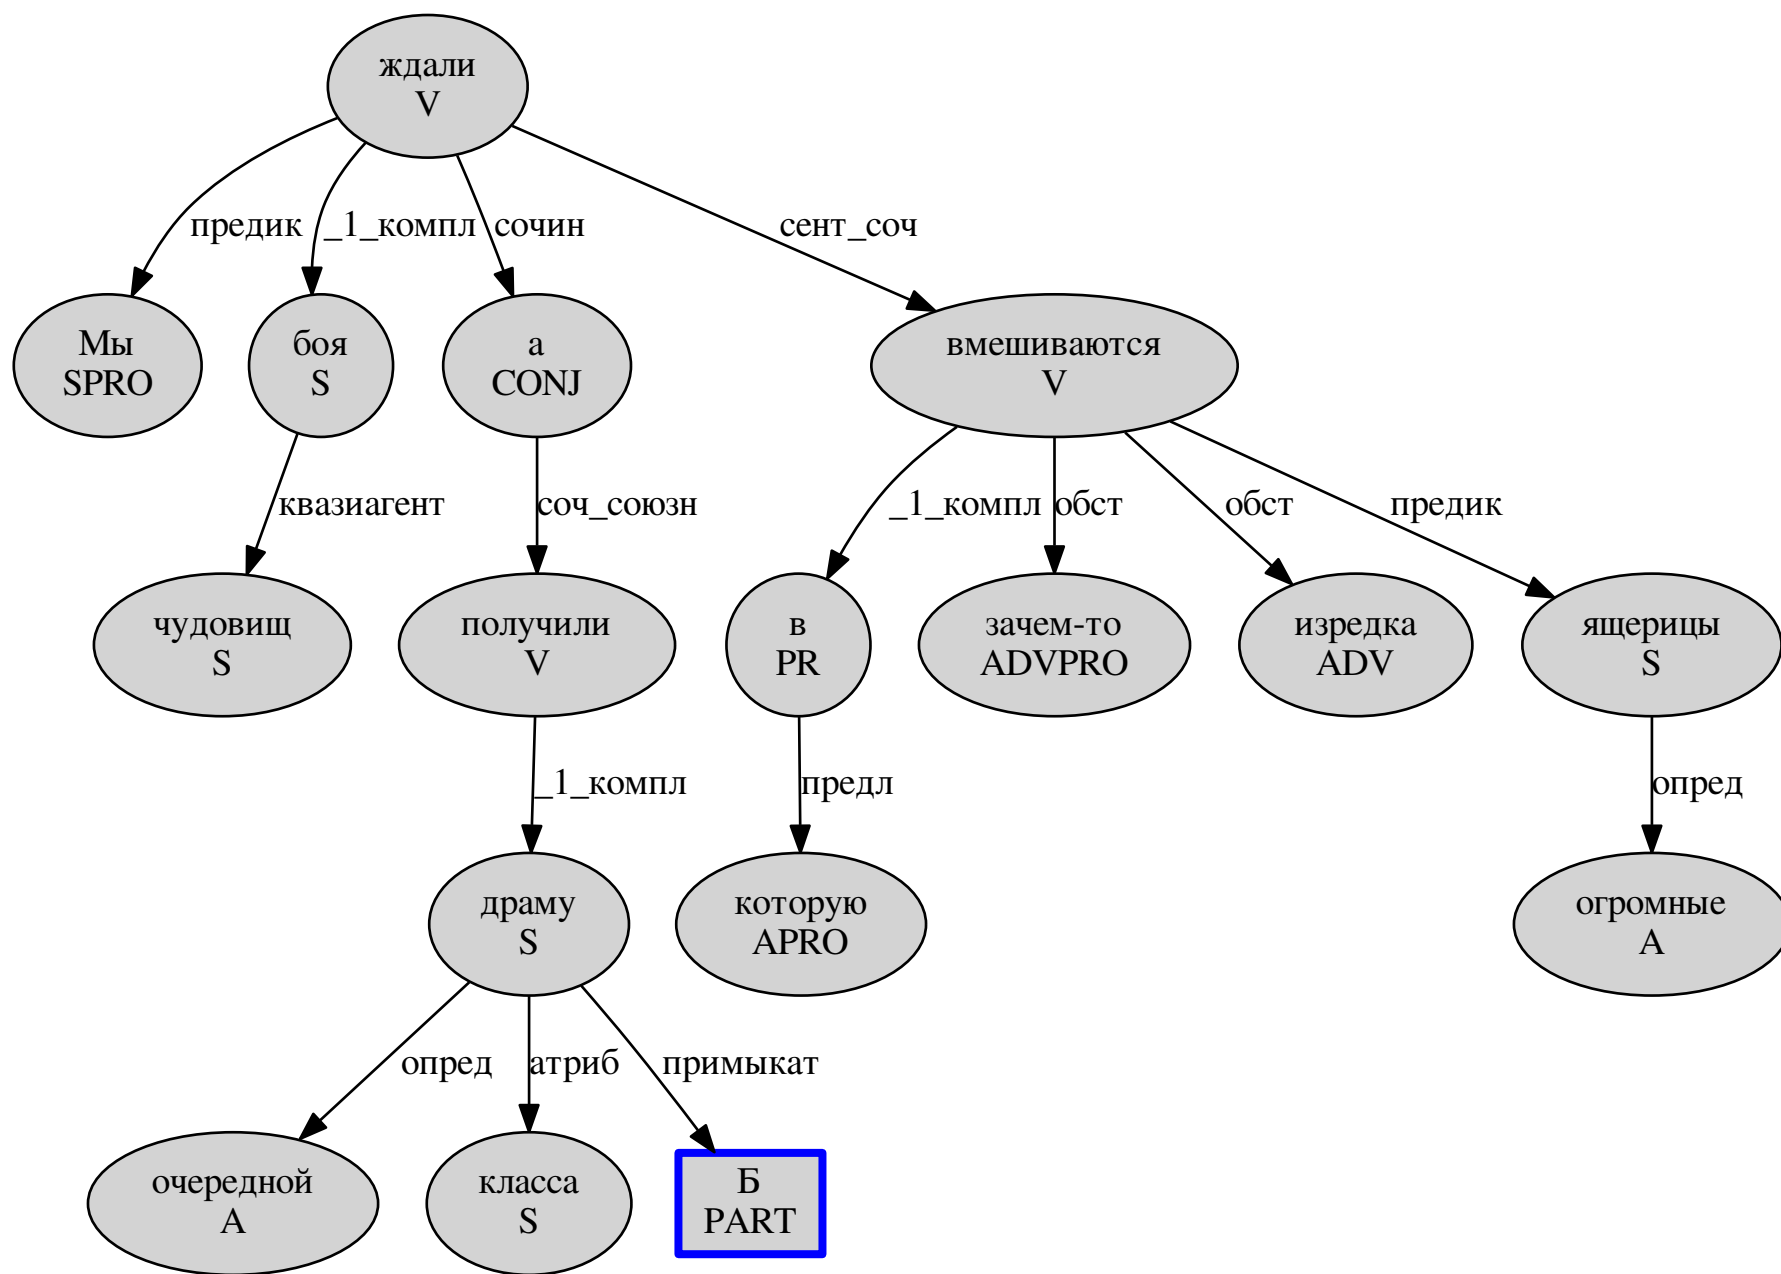 ждали
V
предик
_1_компл
сочин
сент_соч
Мы
SPRO
боя
S
а
CONJ
вмешиваются
V
квазиагент
соч_союзн
_1_компл
обст
обст
предик
чудовищ
S
получили
V
в
PR
зачем-то
ADVPRO
изредка
ADV
ящерицы
S
_1_компл
предл
опред
драму
S
которую
APRO
огромные
A
опред
атриб
примыкат
очередной
A
класса
S
Б
PART